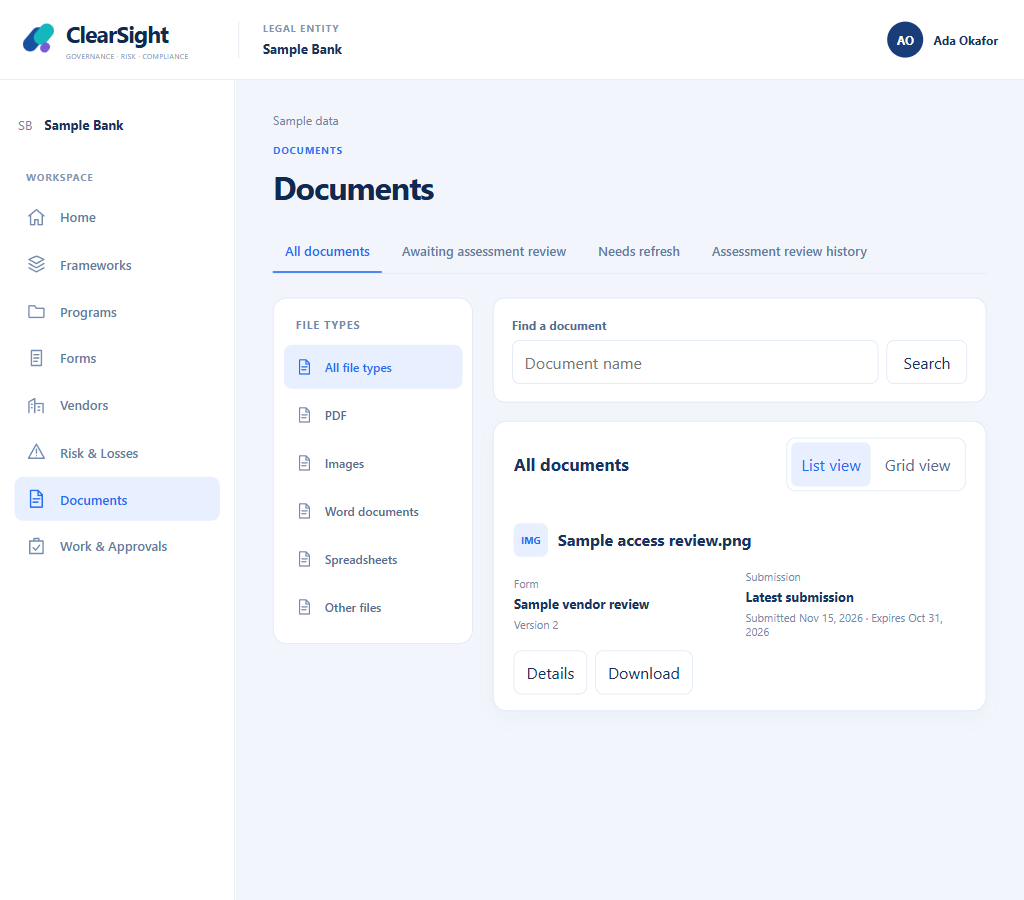 ClearSight
GOVERNANCE · RISK · COMPLIANCE
LEGAL ENTITY
Sample Bank
AO
Ada Okafor
SB
Sample Bank
WORKSPACE
Home
Frameworks
Programs
Forms
Vendors
Risk & Losses
Documents
Work & Approvals
Sample data
DOCUMENTS
Documents
All documents
Awaiting assessment review
Needs refresh
Assessment review history
FILE TYPES
All file types
PDF
Images
Word documents
Spreadsheets
Other files
Find a document
Document name
Search
All documents
List view
Grid view
IMG
Sample access review.png
Form
Sample vendor review
Version 2
Submission
Latest submission
Submitted Nov 15, 2026 · Expires Oct 31,
2026
Details
Download